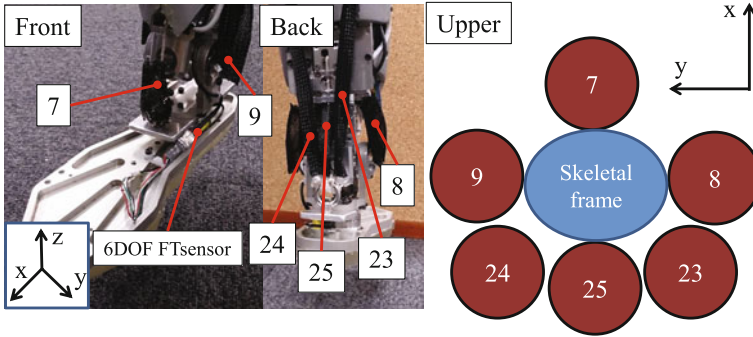 Front
Back
Upper
7
9
6DOF FTsensor
z
x
y
24
25
23
8
x
y
7
9
Skeletal
frame
8
24
25
23